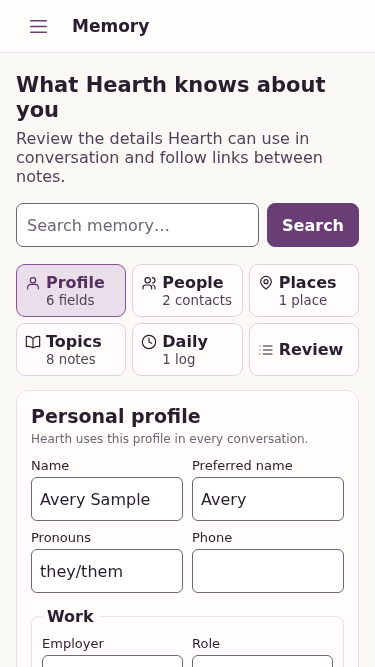 Memory
What Hearth knows about
you
Review the details Hearth can use in
conversation and follow links between
notes.
Search memory…
Search
Profile
6 fields
People
2 contacts
Places
1 place
Topics
8 notes
Daily
1 log
Review
Personal profile
Hearth uses this profile in every conversation.
Name
Preferred name
Avery Sample
Avery
Pronouns
Phone
they/them
Work
Employer
Role